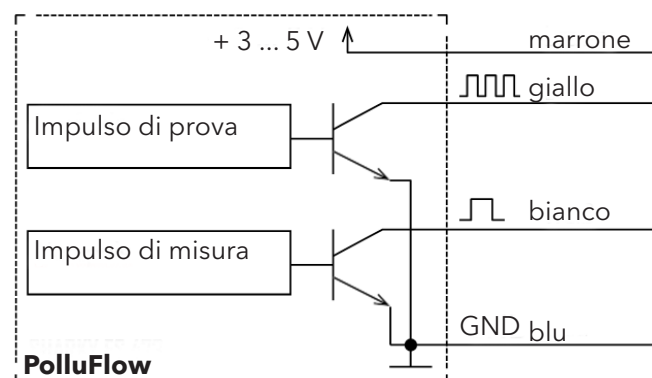 + 3 ... 5 V marrone
giallo
Impulso di prova
bianco
Impulso di misura
GND blu
PolluFlow